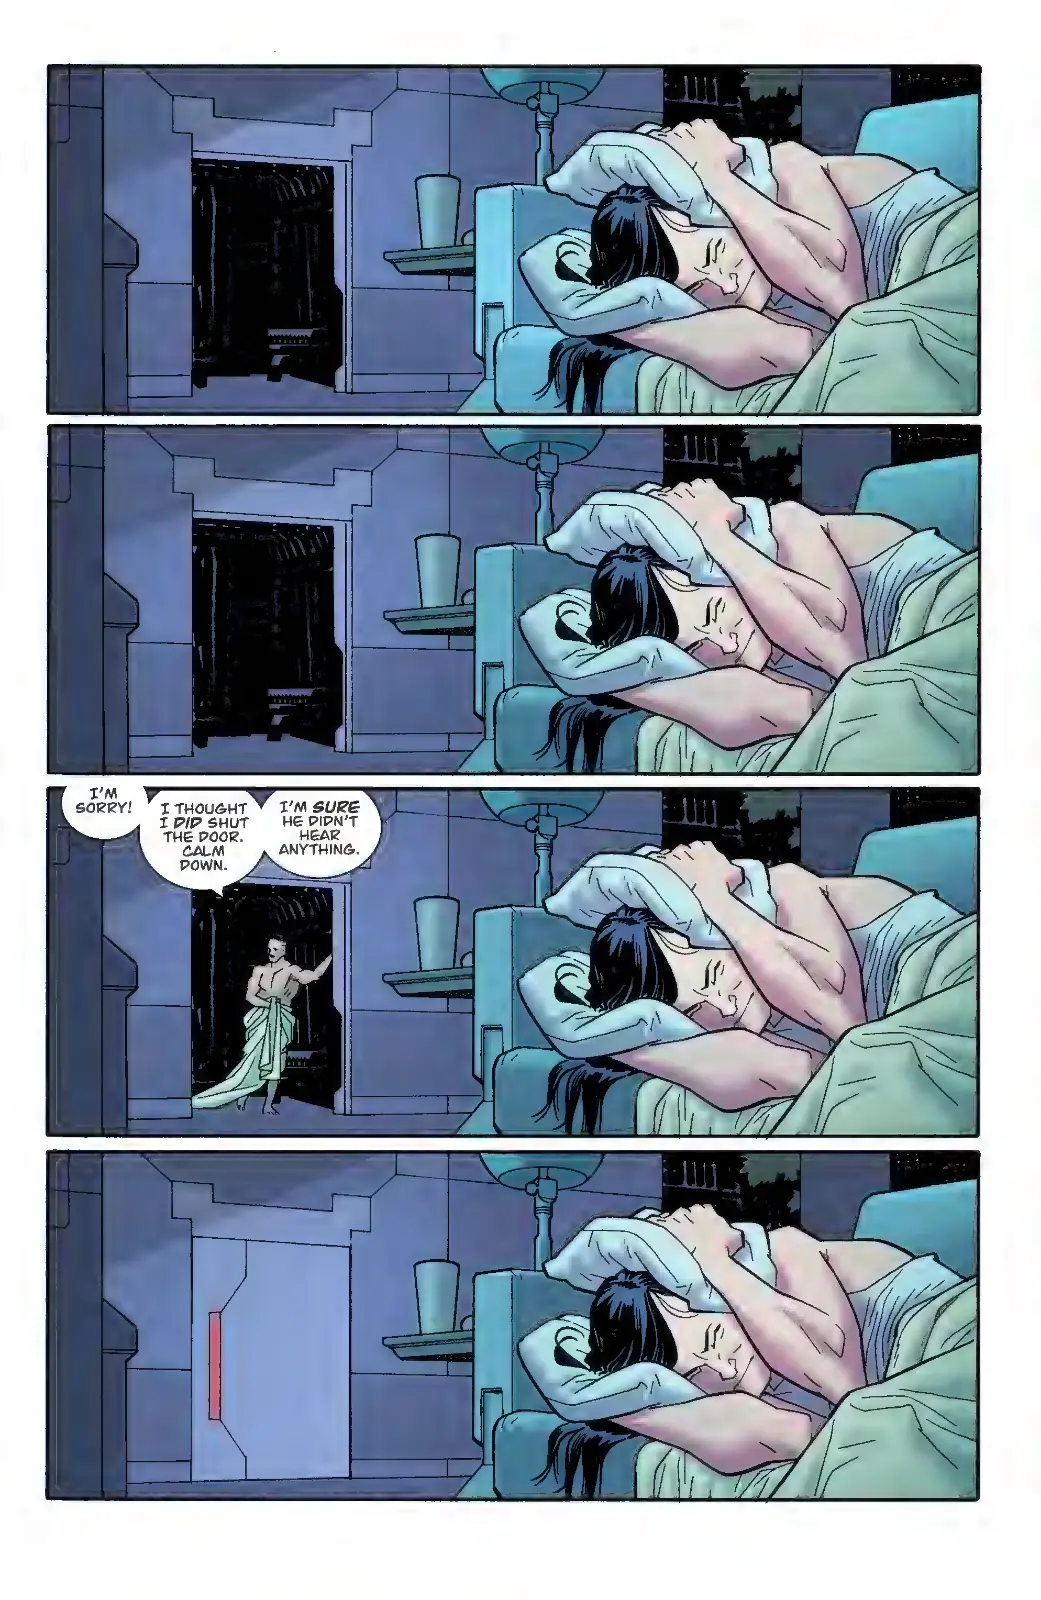 I'M
SORRY!
I THOUGHT
I DID SHUT
THE DOOR.
CALM
DOWN.
I'M SURE
HE DIDN'T
HEAR
ANYTHING.